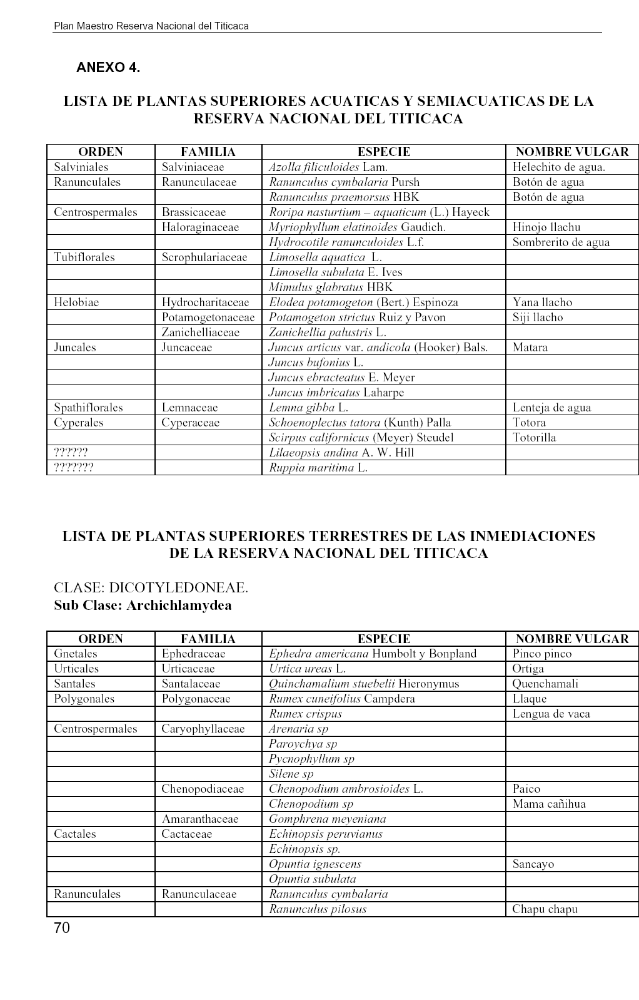 Plan Maestro Reserva Nacional del Titicaca
ANEXO 4.
LISTA DE PLANTAS SUPERIORES ACUATICAS Y SEMIACUATICAS DE LA
RESERVA NACIONAL DEL TITICACA
ORDEN FAMILIA ESPECIE NOMBRE VULGAR
Salviniales Salviniaceae Azolla filiculoides Lam. Helechito de agua.
Ranunculales Ranunculaceae Ranunculus cymbalaria Pursh Botón de agua
Ranunculus praemorsus HBK Botón de agua
Centrospermales Brassicaceae Roripa nasturtium – aquaticum (L.) Hayeck
Haloraginaceae Myriophyllum elatinoides Gaudich. Hinojo llachu
Hydrocotile ranunculoides L.f. Sombrerito de agua
Tubiflorales Scrophulariaceae Limosella aquatica L.
Limosella subulata E. Ives
Mimulus glabratus HBK
Helobiae Hydrocharitaceae Elodea potamogeton (Bert.) Espinoza Yana llacho
Potamogetonaceae Potamogeton strictus Ruiz y Pavon Siji llacho
Zanichelliaceae Zanichellia palustris L.
Juncales Juncaceae Juncus articus var. andicola (Hooker) Bals. Matara
Juncus bufonius L.
Juncus ebracteatus E. Meyer
Juncus imbricatus Laharpe
Spathiflorales Lemnaceae Lemna gibba L. Lenteja de agua
Cyperales Cyperaceae Schoenoplectus tatora (Kunth) Palla Totora
Scirpus californicus (Meyer) Steudel Totorilla
?????? Lilaeopsis andina A. W. Hill
??????? Ruppia maritima L.
LISTA DE PLANTAS SUPERIORES TERRESTRES DE LAS INMEDIACIONES
DE LA RESERVA NACIONAL DEL TITICACA
CLASE: DICOTYLEDONEAE.
Sub Clase: Archichlamydea
ORDEN FAMILIA ESPECIE NOMBRE VULGAR
Gnetales Ephedraceae Ephedra americana Humbolt y Bonpland Pinco pinco
Urticales Urticaceae Urtica ureas L. Ortiga
Santales Santalaceae Quinchamalium stuebelii Hieronymus Quenchamali
Polygonales Polygonaceae Rumex cuneifolius Campdera Llaque
Rumex crispus Lengua de vaca
Centrospermales Caryophyllaceae Arenaria sp
Paroychya sp
Pycnophyllum sp
Silene sp
Chenopodiaceae Chenopodium ambrosioides L. Paico
Chenopodium sp Mama cañihua
Amaranthaceae Gomphrena meyeniana
Cactales Cactaceae Echinopsis peruvianus
Echinopsis sp.
Opuntia ignescens Sancayo
Opuntia subulata
Ranunculales Ranunculaceae Ranunculus cymbalaria
Ranunculus pilosus Chapu chapu
70